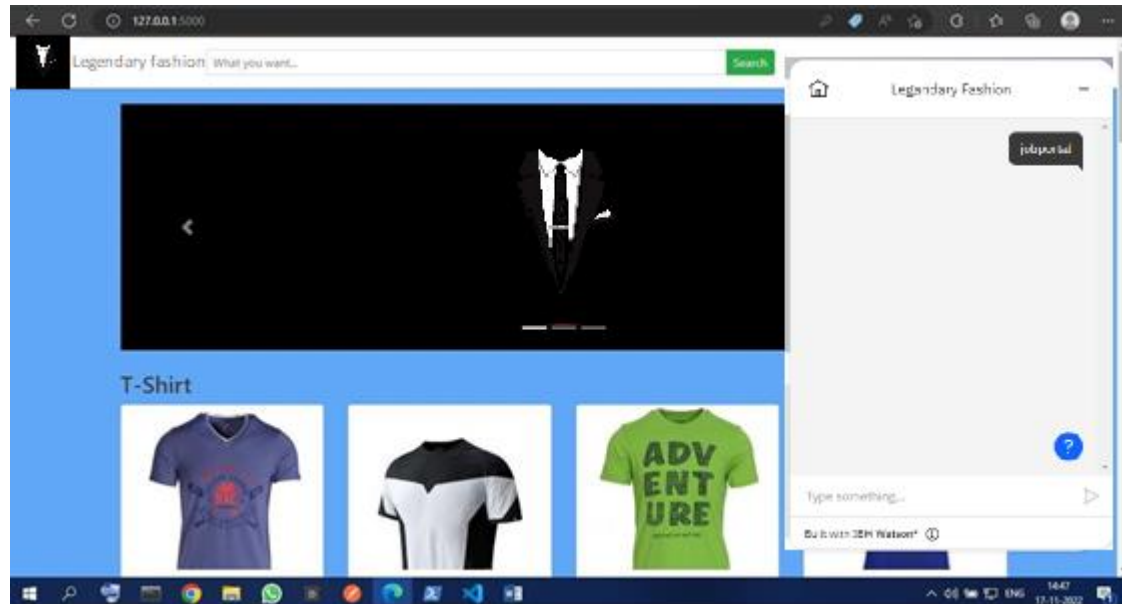 127.0.0.1:5000
Legendary fashion
What you want...
Search
Legandary Fashion
jobportal
T-Shirt
ADV
ENT
URE
?
Type something...
Built with IBM Watson®
ENG
14:47
17-11-2022